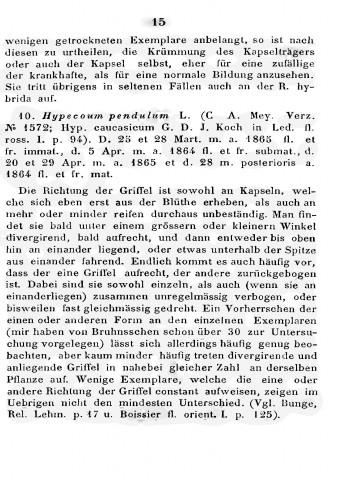 15
wenigen getrockneten Exemplare anbelangt, so ist nach
diesen zu urtheilen, die Krümmung des Kapselträgers
oder auch der Kapsel selbst, eher für eine zufällige
der krankhafte, als für eine normale Bildung anzusehen.
Sie tritt übrigens in seltenen Fällen auch an der R. hy-
brida auf.
10. Hypecoum pendulum L. (C A. Mey. Verz.
№ 1572; Hyp. caucasicum G. D. J. Koch in Led. fl.
ross. I. p. 94). D. 25 et 28 Mart. m. a. 1865 fl. et
fr. immat., d. 5 Apr. m. a. 1864 fl. et fr. submat., d.
20 et 29 Apr. m. a. 1865 et d. 28 m. posterioris a.
1864 fl. et fr. mat.
Die Richtung der Griffel ist sowohl an Kapseln, wel-
che sich eben erst aus der Blüthe erheben, als auch an
mehr oder minder reifen durchaus unbeständig. Man fin-
det sie bald unter einem grössern oder kleinern Winkel
divergirend, bald aufrecht, und dann entweder bis oben
hin an einander liegend, oder etwas unterhalb der Spitze
aus einander fahrend. Endlich kommt es auch häufig vor,
dass der eine Griffel aufrecht, der andere zurückgebogen
ist. Dabei sind sie sowohl einzeln, als auch (wenn sie an
einanderliegen) zusammen unregelmässig verbogen, oder
bisweilen fast gleichmässig gedreht. Ein Vorherrschen der
einen oder anderen Form an den einzelnen Exemplaren
(mir haben von Bruhnsschen schon über 30 zur Untersu-
chung vorgelegen) lässt sich allerdings häufig genug beo-
bachten, aber kaum minder häufig treten divergirende und
anliegende Griffel in nahebei gleicher Zahl an derselben
Pflanze auf. Wenige Exemplare, welche die eine oder
andere Richtung der Griffel constant aufweisen, zeigen im
Uebrigen nicht den mindesten Unterschied. (Vgl. Bunge,
Rel. Lehm. p. 17 u. Boissier fl. orient. I. p. 125).